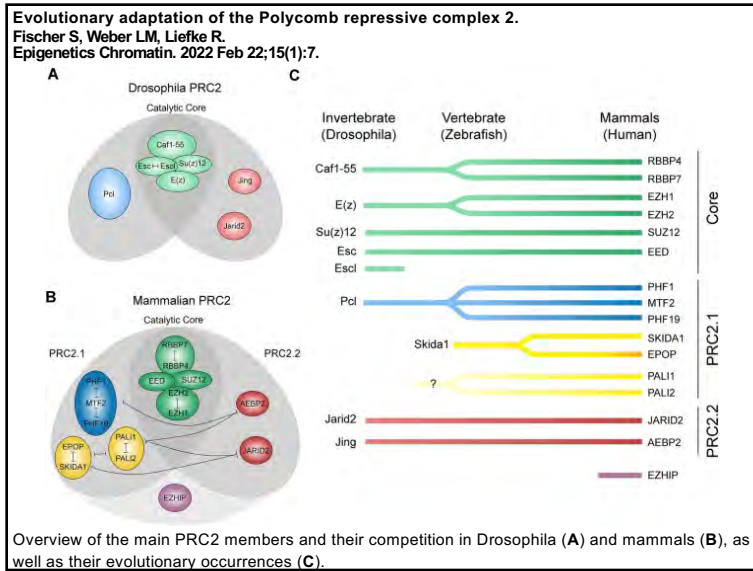 Evolutionary adaptation of the Polycomb repressive complex 2.
Fischer S, Weber LM, Liefke R.
Epigenetics Chromatin. 2022 Feb 22;15(1):7.
A
Drosophila PRC2
Catalytic Core
Caf1-55
Esc Escl Su(z)12
E(z)
Pcl
Jing
Jarid2
B
Mammalian PRC2
Catalytic Core
PRC2.1
PRC2.2
RBBP7
RBBP4
EED SUZ12
EZH2
EZH1
PHF1
MTF2
PHF19
AEBP2
EPOP
SKIDA1
PALI1
PALI2
JARID2
EZHIP
C
Invertebrate
(Drosophila)
Vertebrate
(Zebrafish)
Mammals
(Human)
Caf1-55
RBBP4
RBBP7
E(z)
EZH1
EZH2
Su(z)12
SUZ12
Esc
EED
Escl
Core
Pcl
PHF1
MTF2
PHF19
Skida1
SKIDA1
EPOP
?
PALI1
PALI2
PRC2.1
Jarid2
JARID2
Jing
AEBP2
PRC2.2
EZHIP
Overview of the main PRC2 members and their competition in Drosophila (A) and mammals (B), as
well as their evolutionary occurrences (C).